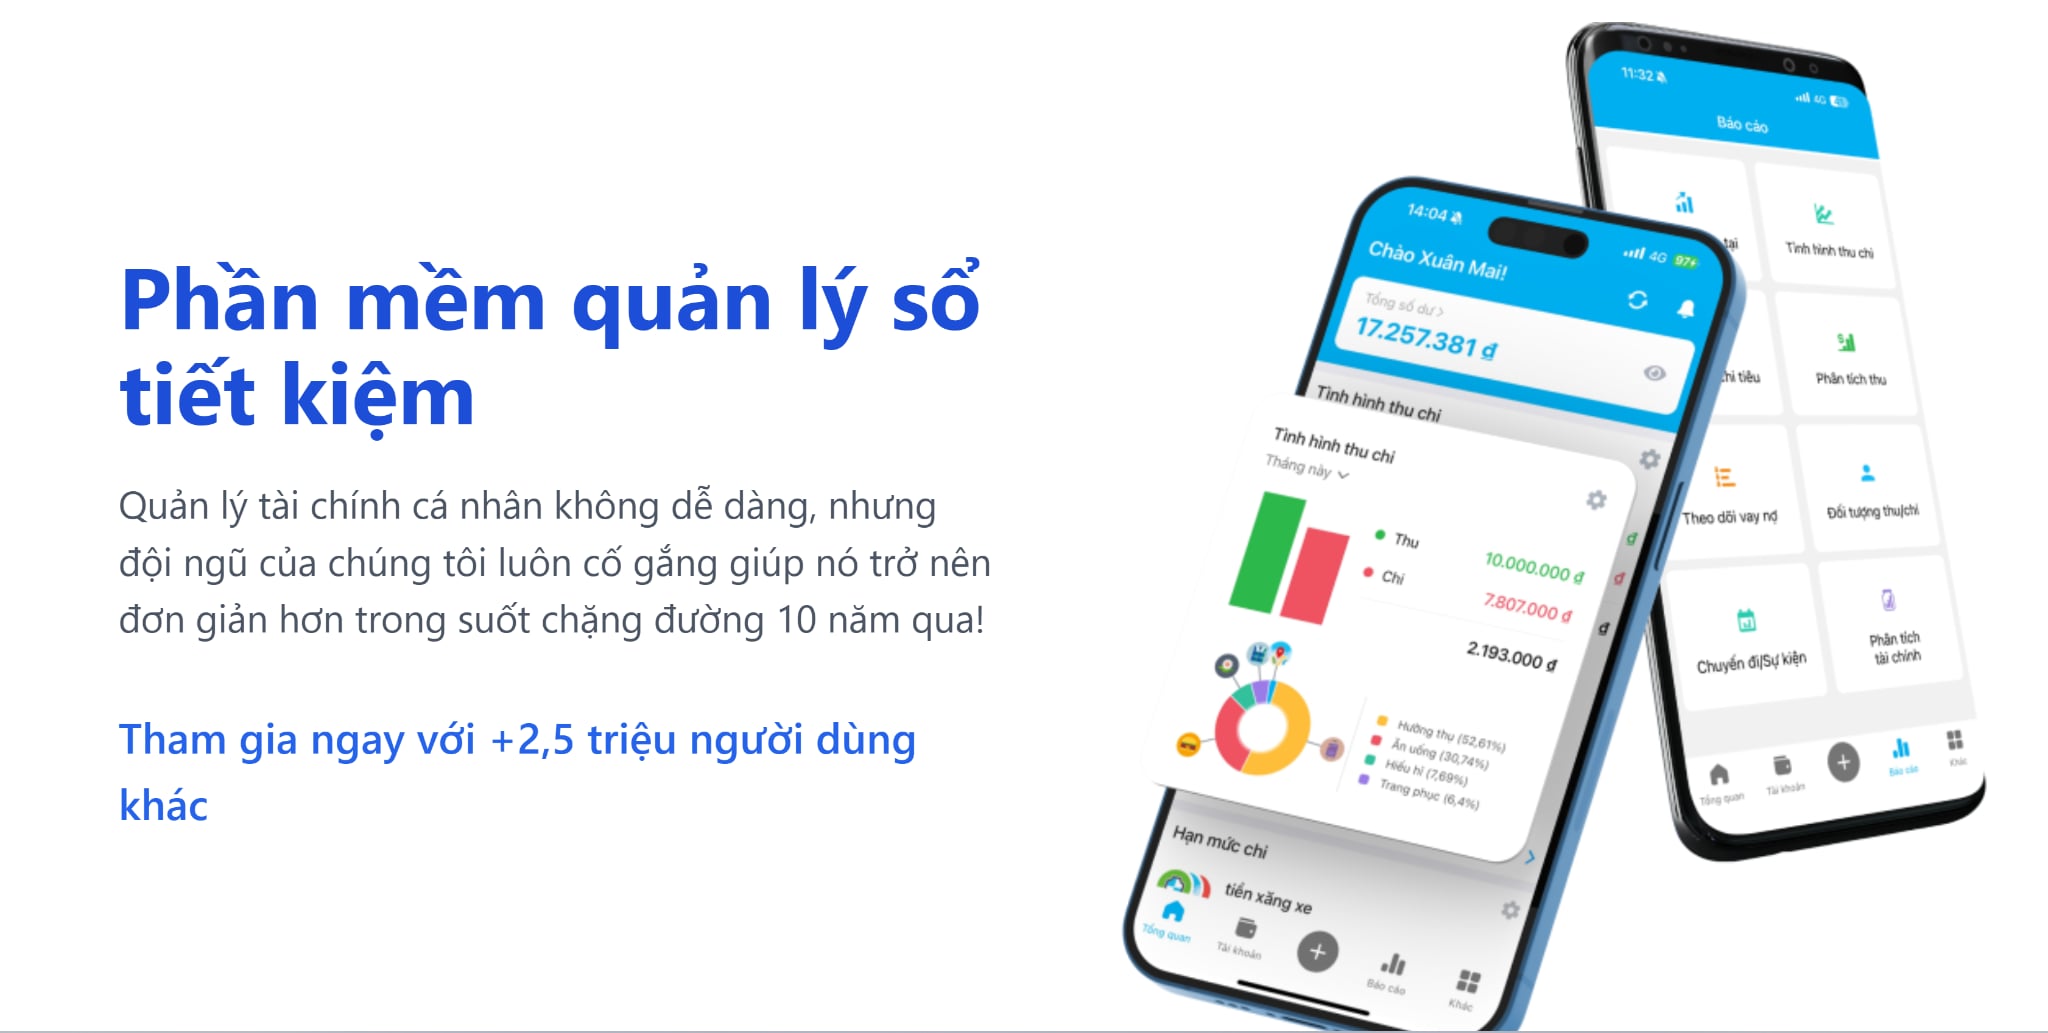 Phần mềm quản lý sổ
tiết kiệm
Quản lý tài chính cá nhân không dễ dàng, nhưng
đội ngũ của chúng tôi luôn cố gắng giúp nó trở nên
đơn giản hơn trong suốt chặng đường 10 năm qua!
Tham gia ngay với +2,5 triệu người dùng
khác
14:04
4G 97
Chào Xuân Mai!
Tổng số dư >
17.257.381 ₫
Tình hình thu chi
Tình hình thu chi
Tháng này
Thu 10.000.000 ₫
₫
Chi 7.807.000 ₫
₫
2.193.000 ₫
₫
Hưởng thụ (52,61%)
Ăn uống (30,74%)
Hiếu hỉ (7,69%)
Trang phục (6,4%)
Hạn mức chi
tiền xăng xe
Tổng quan
Tài khoản
Báo cáo
Khác
11:32
4G
Báo cáo
tại
Tình hình thu chi
chi tiêu
Phân tích thu
Theo dõi vay nợ
Đối tượng thu/chi
Chuyến đi/Sự kiện
Phân tích
tài chính
Tổng quan
Tài khoản
Báo cáo
Khác